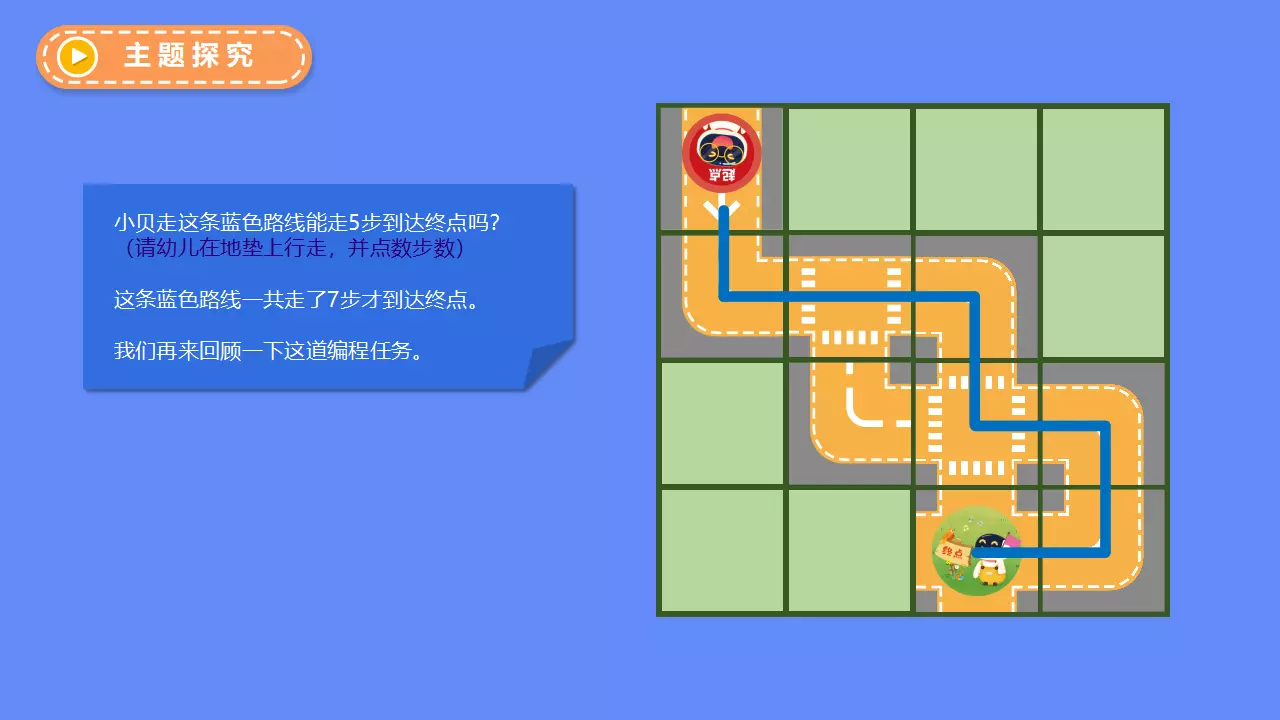 主题探究
小贝走这条蓝色路线能走5步到达终点吗？
（请幼儿在地垫上行走，并点数步数）
这条蓝色路线一共走了7步才到达终点。
我们再来回顾一下这道编程任务。
起点
终点